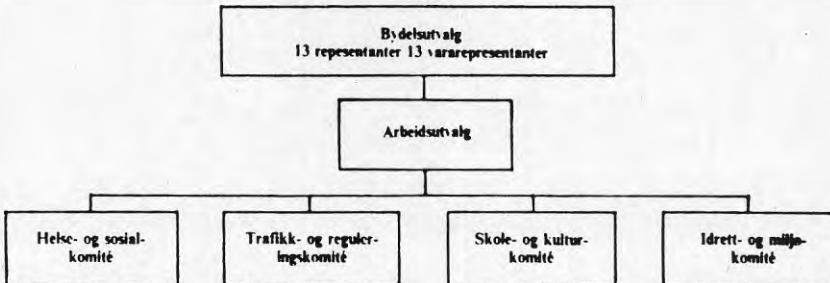 Bydelsutvalg
13 repesentanter 13 vararepresentanter
Arbeidsutvalg
Helse- og sosial-
komité
Trafikk- og reguler-
ingskomité
Skole- og kultur-
komité
Idrett- og miljø-
komité